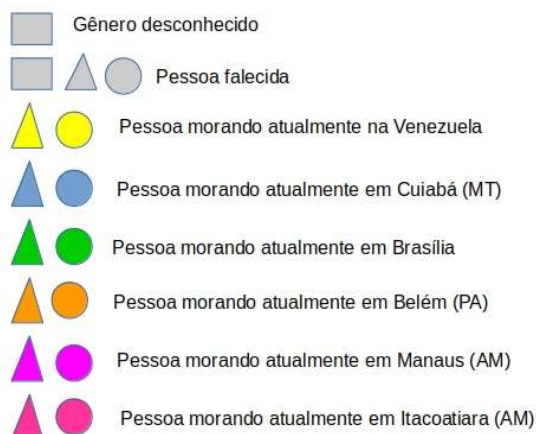 Gênero desconhecido
Pessoa falecida
Pessoa morando atualmente na Venezuela
Pessoa morando atualmente em Cuiabá (MT)
Pessoa morando atualmente em Brasília
Pessoa morando atualmente em Belém (PA)
Pessoa morando atualmente em Manaus (AM)
Pessoa morando atualmente em Itacoatiara (AM)